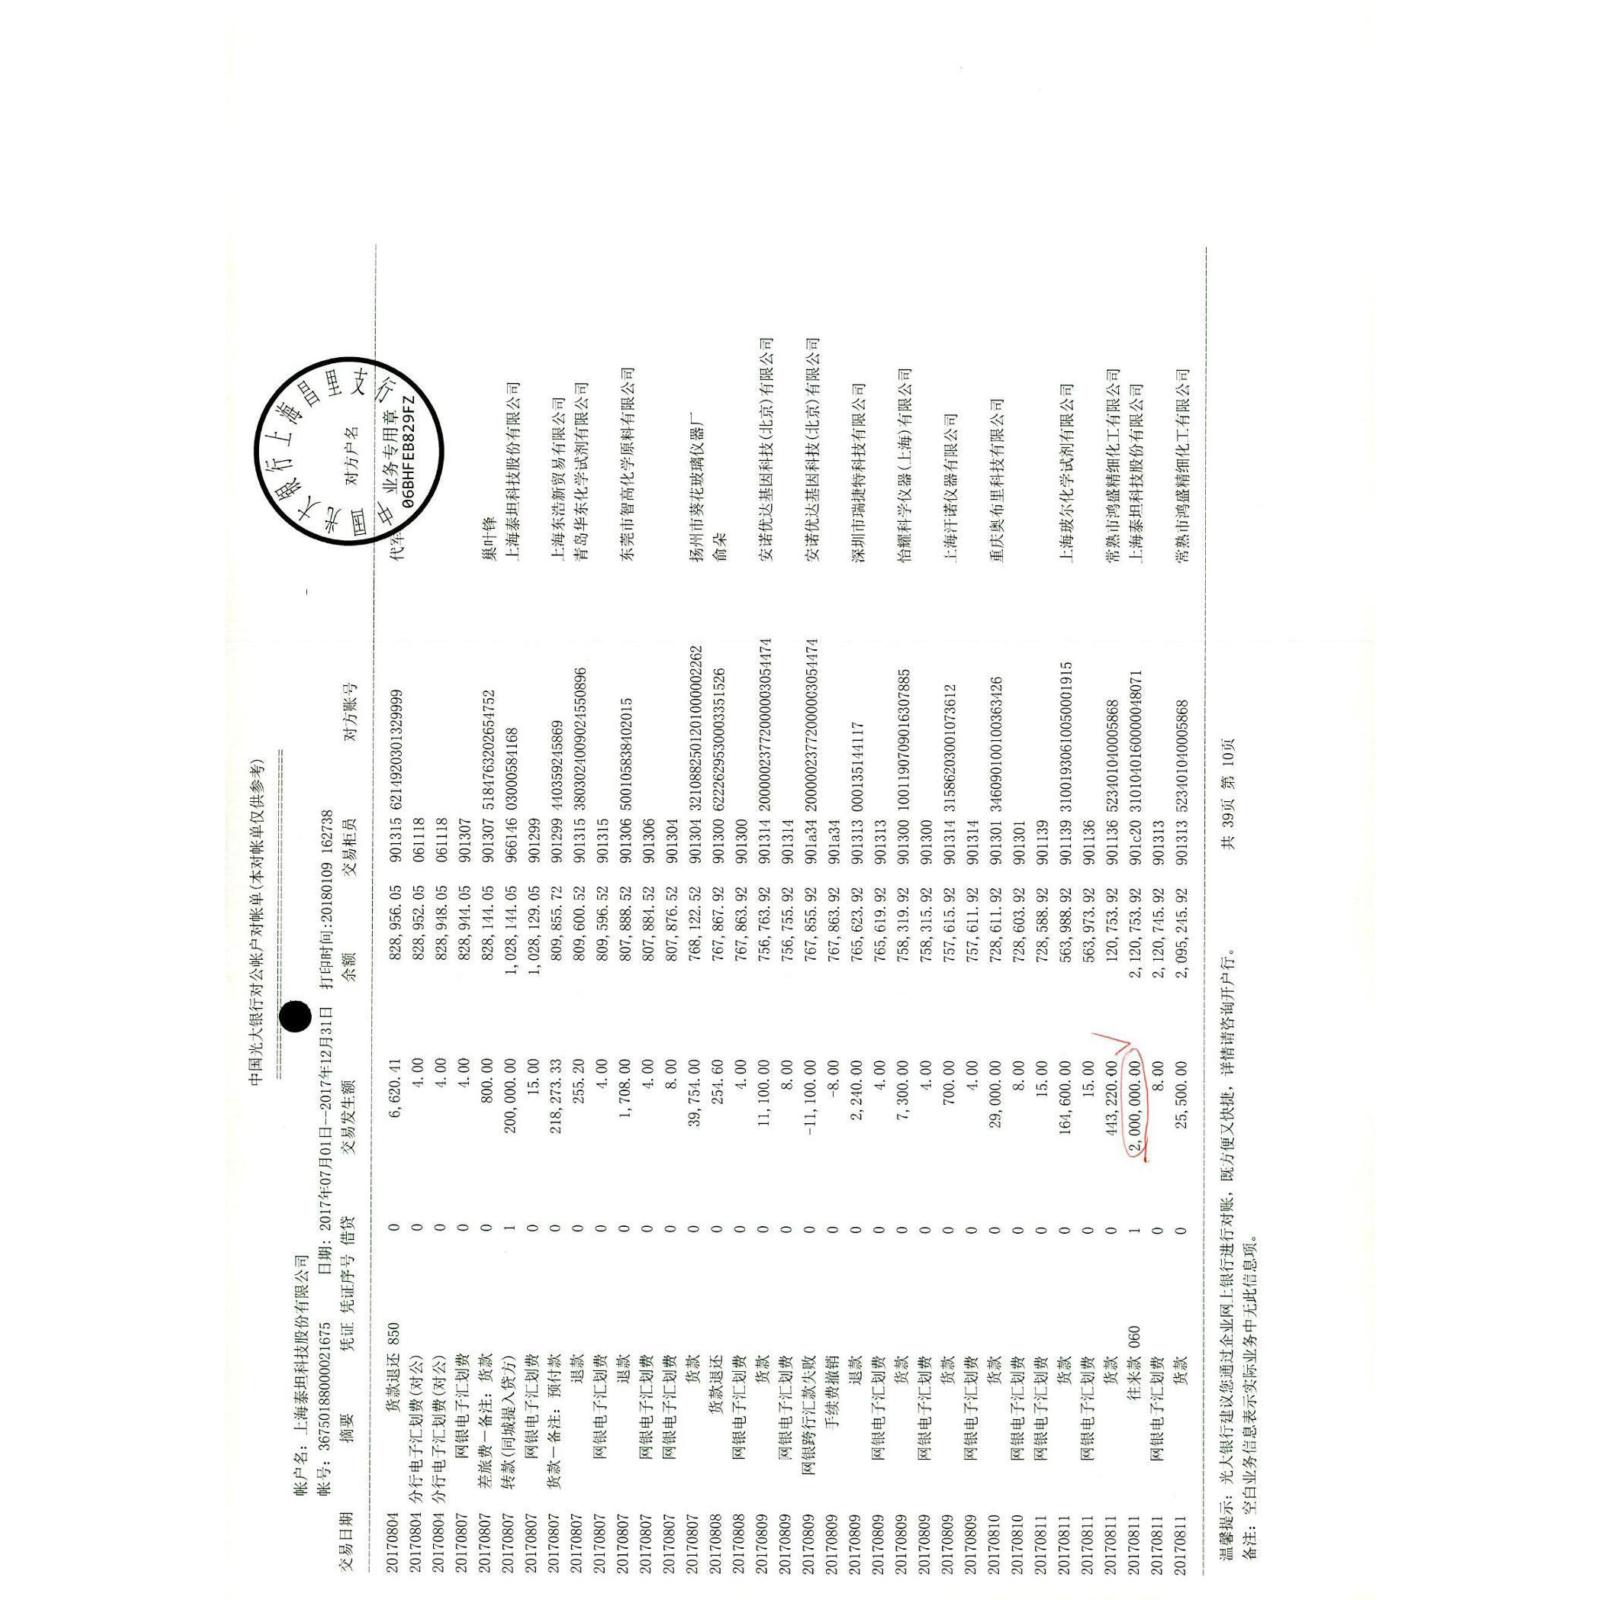 中国光大银行对公帐户对帐单(本对帐单仅供参考)
帐户名: 上海泰坦科技股份有限公司
帐号: 36750188000021675 日期: 2017年07月01日--2017年12月31日 打印时间:20180109 162738
交易日期 摘要 凭证 凭证序号 借贷 交易发生额 余额 交易柜员 对方账号 对方户名
中国光大银行上海昌里支行
业务专用章
06BHFEB829FZ
20170804 货款退还 850 0 6,620.41 828,956.05 901315 6214920301329999 代军
20170804 分行电子汇划费(对公) 0 4.00 828,952.05 061118
20170804 分行电子汇划费(对公) 0 4.00 828,948.05 061118
20170807 网银电子汇划费 0 4.00 828,944.05 901307
20170807 差旅费－备注: 货款 0 800.00 828,144.05 901307 5184763202654752 巢叶锋
20170807 转款(同城提入贷方) 1 200,000.00 1,028,144.05 966146 03000584168 上海泰坦科技股份有限公司
20170807 网银电子汇划费 0 15.00 1,028,129.05 901299
20170807 货款－备注: 预付款 0 218,273.33 809,855.72 901299 440359245869 上海东浩新贸易有限公司
20170807 退款 0 255.20 809,600.52 901315 38030240090245​50896 青岛华东化学试剂有限公司
20170807 网银电子汇划费 0 4.00 809,596.52 901315
20170807 退款 0 1,708.00 807,888.52 901306 500105838402015 东莞市智高化学原料有限公司
20170807 网银电子汇划费 0 4.00 807,884.52 901306
20170807 网银电子汇划费 0 8.00 807,876.52 901304
20170807 货款 0 39,754.00 768,122.52 901304 3210882501201000002262 扬州市葵花玻璃仪器厂
20170808 货款退还 0 254.60 767,867.92 901300 6222629530003351526 俞朵
20170808 网银电子汇划费 0 4.00 767,863.92 901300
20170809 货款 0 11,100.00 756,763.92 901314 20000023772000003054474 安诺优达基因科技(北京)有限公司
20170809 网银电子汇划费 0 8.00 756,755.92 901314
20170809 网银跨行汇款失败 0 -11,100.00 767,855.92 901a34 20000023772000003054474 安诺优达基因科技(北京)有限公司
20170809 手续费撤销 0 -8.00 767,863.92 901a34
20170809 退款 0 2,240.00 765,623.92 901313 000135144117 深圳市瑞捷特科技有限公司
20170809 网银电子汇划费 0 4.00 765,619.92 901313
20170809 货款 0 7,300.00 758,319.92 901300 1001190709016307885 怡耀科学仪器(上海)有限公司
20170809 网银电子汇划费 0 4.00 758,315.92 901300
20170809 货款 0 700.00 757,615.92 901314 31586203001073612 上海汗诺仪器有限公司
20170809 网银电子汇划费 0 4.00 757,611.92 901314
20170810 货款 0 29,000.00 728,611.92 901301 346090100100363426 重庆奥布里科技有限公司
20170810 网银电子汇划费 0 8.00 728,603.92 901301
20170811 网银电子汇划费 0 15.00 728,588.92 901139
20170811 货款 0 164,600.00 563,988.92 901139 31001930610050001915 上海玻尔化学试剂有限公司
20170811 网银电子汇划费 0 15.00 563,973.92 901136
20170811 货款 0 443,220.00 120,753.92 901136 523401040005868 常熟市鸿盛精细化工有限公司
20170811 往来款 060 1 2,000,000.00 2,120,753.92 901c20 310104016000048071 上海泰坦科技股份有限公司
20170811 网银电子汇划费 0 8.00 2,120,745.92 901313
20170811 货款 0 25,500.00 2,095,245.92 901313 523401040005868 常熟市鸿盛精细化工有限公司
温馨提示: 光大银行建议您通过企业网上银行进行对账, 既方便又快捷, 详情请咨询开户行。 共 39页 第 10页
备注: 空白业务信息表示实际业务中无此信息项。